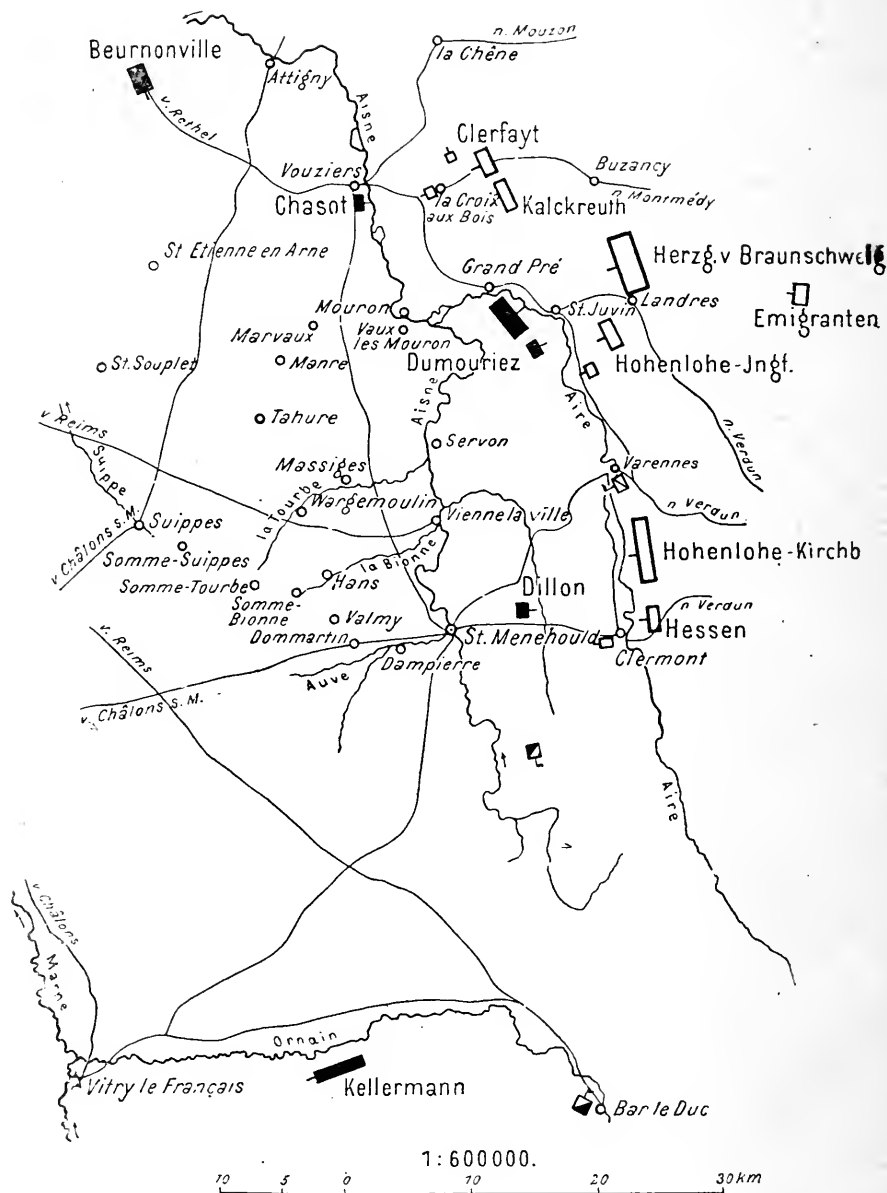 n. Mouzon
Beurnonville
la Chêne
Attigny
Aisne
v. Rethel
Clerfayt
Vouziers
Buzancy
Chasot
la Croix
aux Bois
Kalckreuth
n. Montmédy
St Etienne en Arne
Herzg. v Braunschweig
Grand Pré
Mouron
St. Juvin
Landres
Emigranten
Marvaux
Vaux
les Mouron
St. Souplet
Manre
Dumouriez
Hohenlohe-Jngf.
Aisne
Aire
v Reims
Tahure
Servon
n. Verdun
Suippe
Massiges
Varennes
la Tourbe
Wargemoulin
Vienne la ville
n Verdun
Suippes
v Châlons s.M.
Somme-Suippes
la Bionne
Hohenlohe-Kirchb
Somme-Tourbe
Hans
Dillon
Somme-
Bionne
Valmy
n Verdun
v. Reims
Dommartin
St. Menehould
Hessen
Clermont
Auve
Dampierre
v. Châlons s. M.
Aire
v Châlons
Marne
Ornain
Vitry le Français
Kellermann
Bar le Duc
1:600000.
10 5 0 10 20 30 km